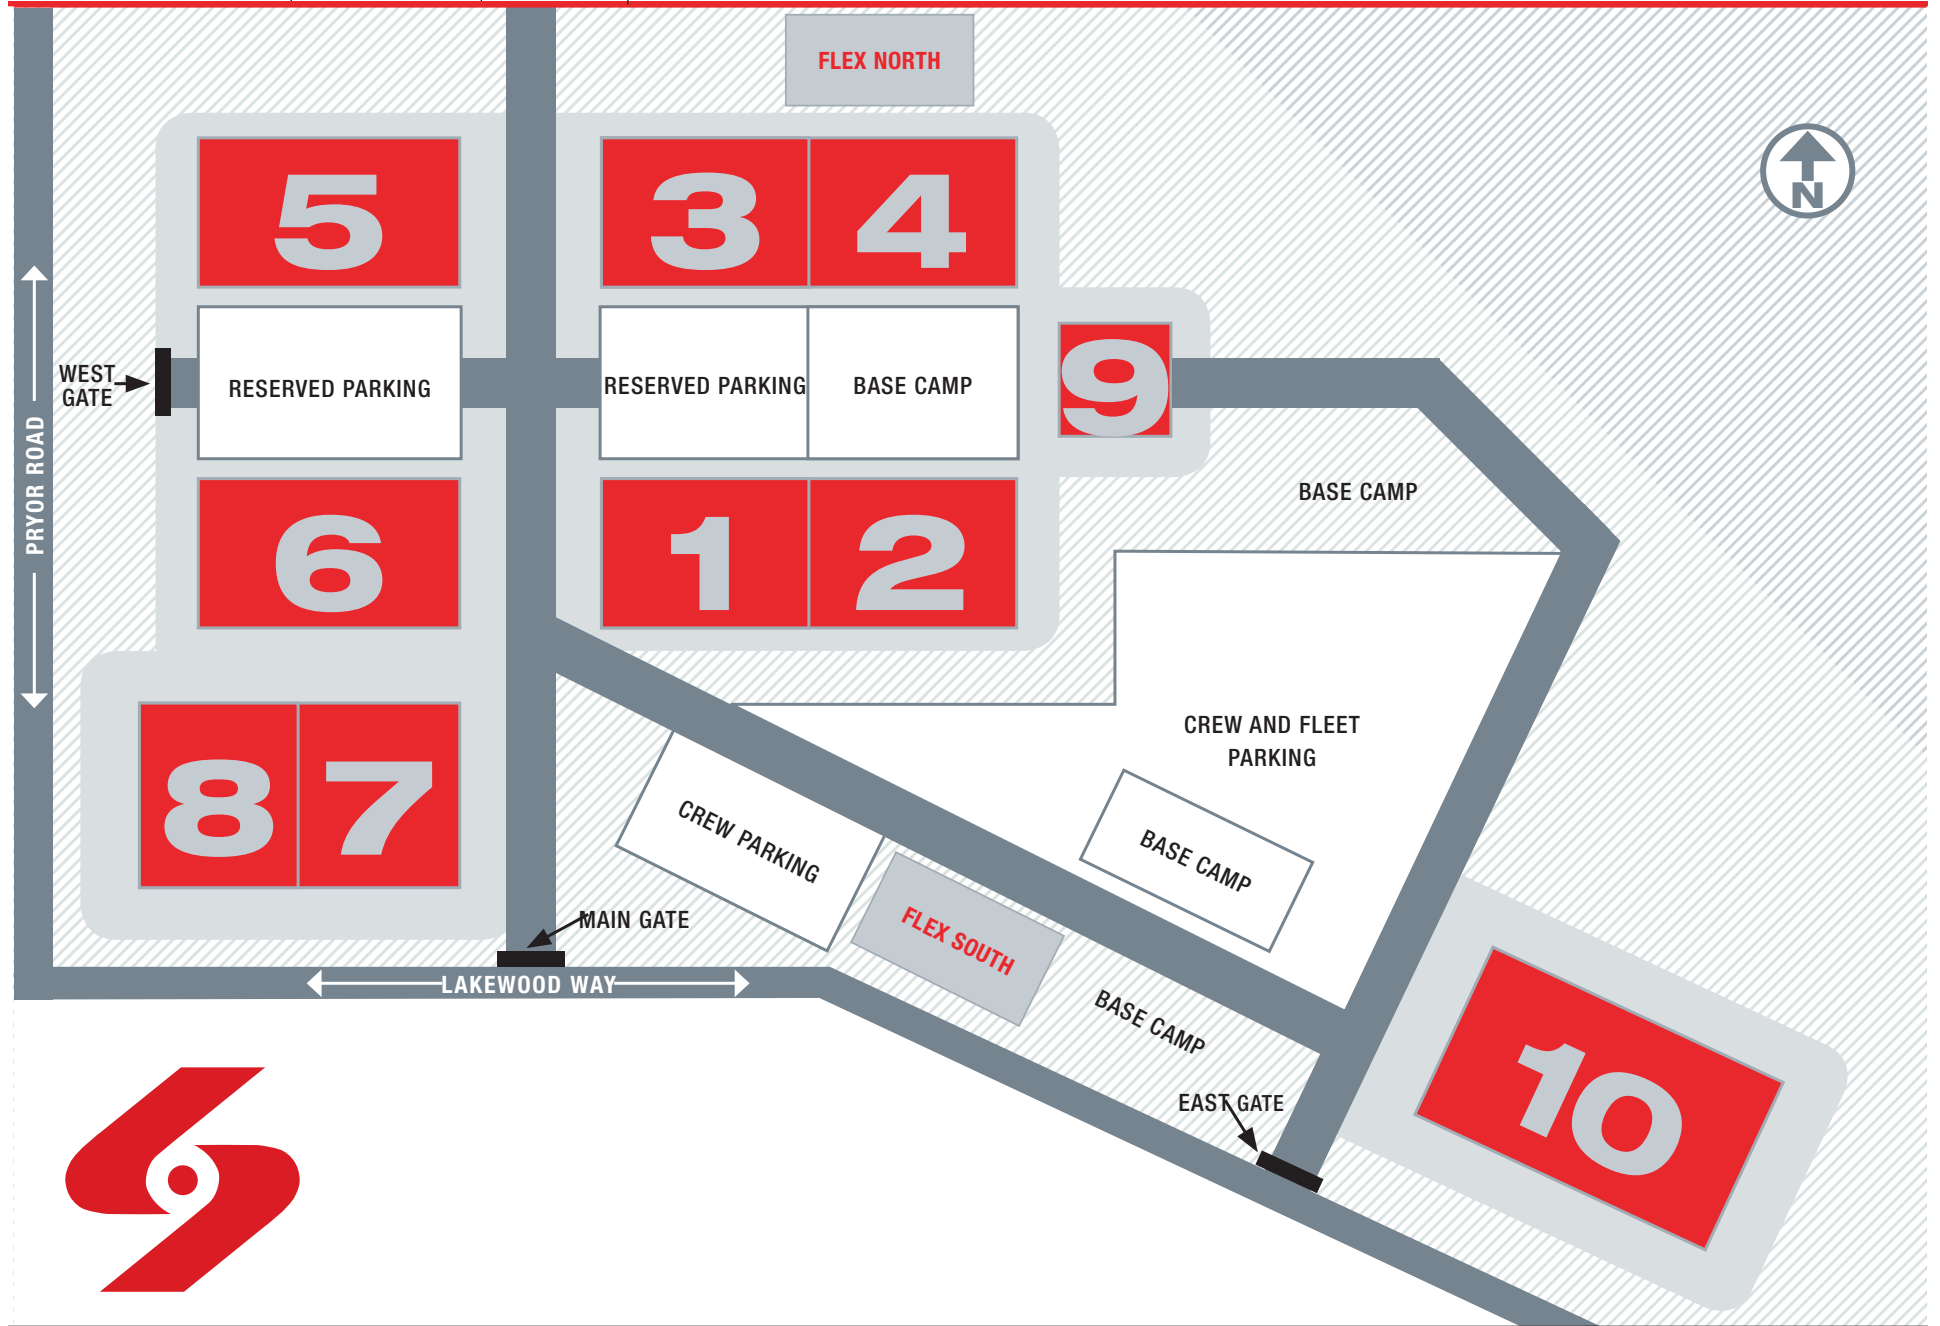 FLEX NORTH
5
3
4
N
WEST
GATE
RESERVED PARKING
RESERVED PARKING
BASE CAMP
9
PRYOR ROAD
BASE CAMP
6
1
2
CREW AND FLEET
PARKING
8
7
CREW PARKING
BASE CAMP
MAIN GATE
FLEX SOUTH
LAKEWOOD WAY
BASE CAMP
EAST GATE
10